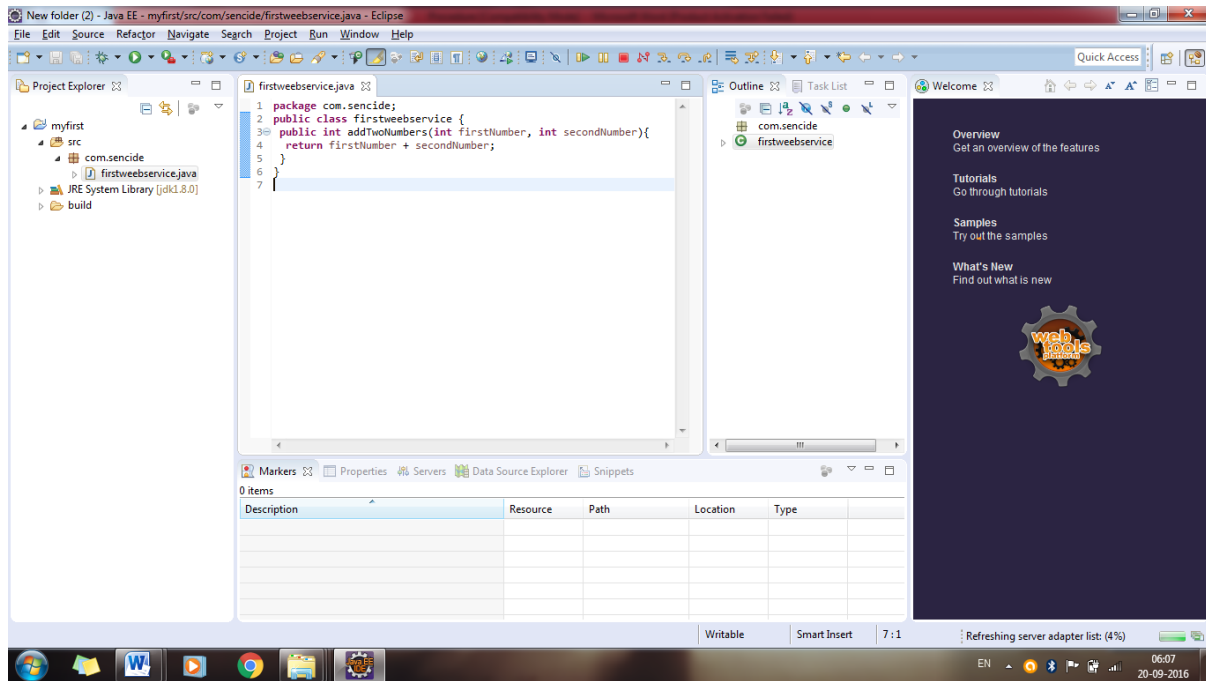 New folder (2) - Java EE - myfirst/src/com/sencide/firstweebservice.java - Eclipse
File Edit Source Refactor Navigate Search Project Run Window Help
Quick Access
Project Explorer
myfirst
src
com.sencide
firstweebservice.java
JRE System Library [jdk1.8.0]
build
firstweebservice.java
1 package com.sencide;
2 public class firstweebservice {
3 public int addTwoNumbers(int firstNumber, int secondNumber){
4 return firstNumber + secondNumber;
5 }
6 }
7
Outline Task List
com.sencide
firstweebservice
Welcome
Overview
Get an overview of the features
Tutorials
Go through tutorials
Samples
Try out the samples
What's New
Find out what is new
web
tools
platform
Markers Properties Servers Data Source Explorer Snippets
0 items
Description Resource Path Location Type
Writable Smart Insert 7 : 1 Refreshing server adapter list: (4%)
Java EE
IDE
EN 06:07
20-09-2016